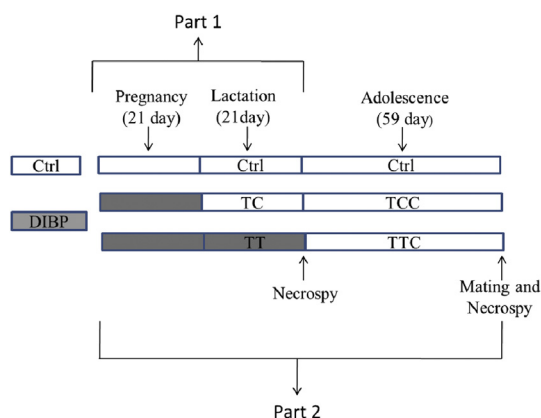 Part 1
Pregnancy
(21 day)
Lactation
(21day)
Adolescence
(59 day)
Ctrl
Ctrl
Ctrl
TC
TCC
DIBP
TT
TTC
Necrospy
Mating and
Necrospy
Part 2